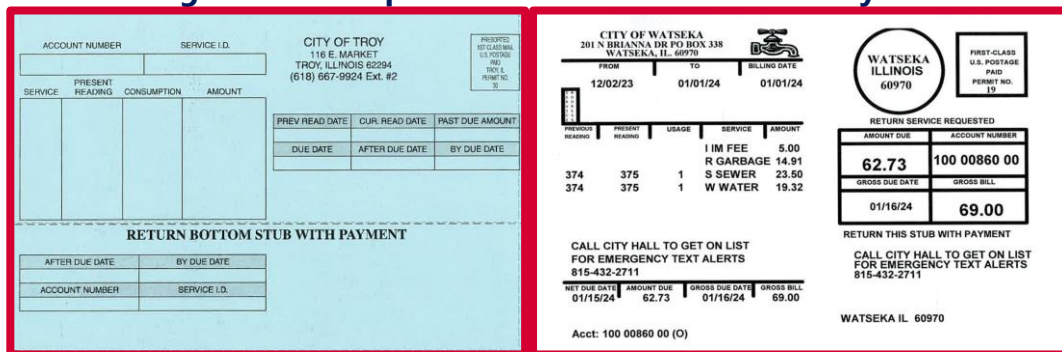 ACCOUNT NUMBER SERVICE I.D.
CITY OF TROY
116 E. MARKET
TROY, ILLINOIS 62294
(618) 667-9924 Ext. #2
PRESORTED
1ST CLASS MAIL
U.S. POSTAGE
PAID
TROY, IL
PERMIT NO.
30
SERVICE PRESENT READING CONSUMPTION AMOUNT
PREV READ DATE CUR. READ DATE PAST DUE AMOUNT
DUE DATE AFTER DUE DATE BY DUE DATE
RETURN BOTTOM STUB WITH PAYMENT
AFTER DUE DATE BY DUE DATE
ACCOUNT NUMBER SERVICE I.D.
CITY OF WATSEKA
201 N BRIANNA DR PO BOX 338
WATSEKA, IL. 60970
FROM TO BILLING DATE
12/02/23 01/01/24 01/01/24
PREVIOUS READING PRESENT READING USAGE SERVICE AMOUNT
I IM FEE 5.00
R GARBAGE 14.91
374 375 1 S SEWER 23.50
374 375 1 W WATER 19.32
CALL CITY HALL TO GET ON LIST
FOR EMERGENCY TEXT ALERTS
815-432-2711
NET DUE DATE AMOUNT DUE GROSS DUE DATE GROSS BILL
01/15/24 62.73 01/16/24 69.00
Acct: 100 00860 00 (O)
WATSEKA
ILLINOIS
60970
FIRST-CLASS
U.S. POSTAGE
PAID
PERMIT NO.
19
RETURN SERVICE REQUESTED
AMOUNT DUE ACCOUNT NUMBER
62.73 100 00860 00
GROSS DUE DATE GROSS BILL
01/16/24 69.00
RETURN THIS STUB WITH PAYMENT
CALL CITY HALL TO GET ON LIST
FOR EMERGENCY TEXT ALERTS
815-432-2711
WATSEKA IL 60970